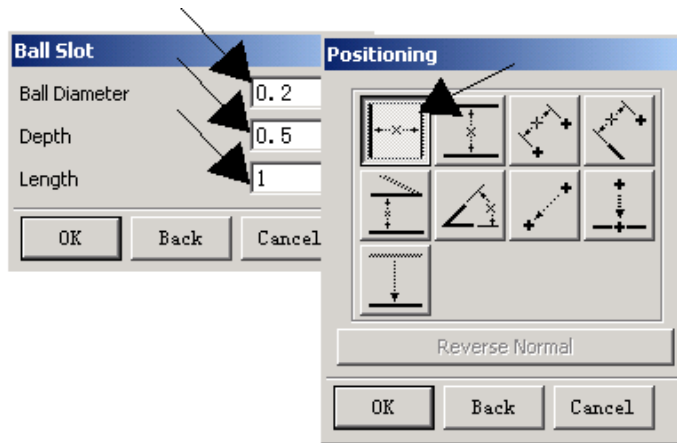 Ball Slot
Ball Diameter 0.2
Depth 0.5
Length 1
OK Back Cancel
Positioning
Reverse Normal
OK Back Cancel